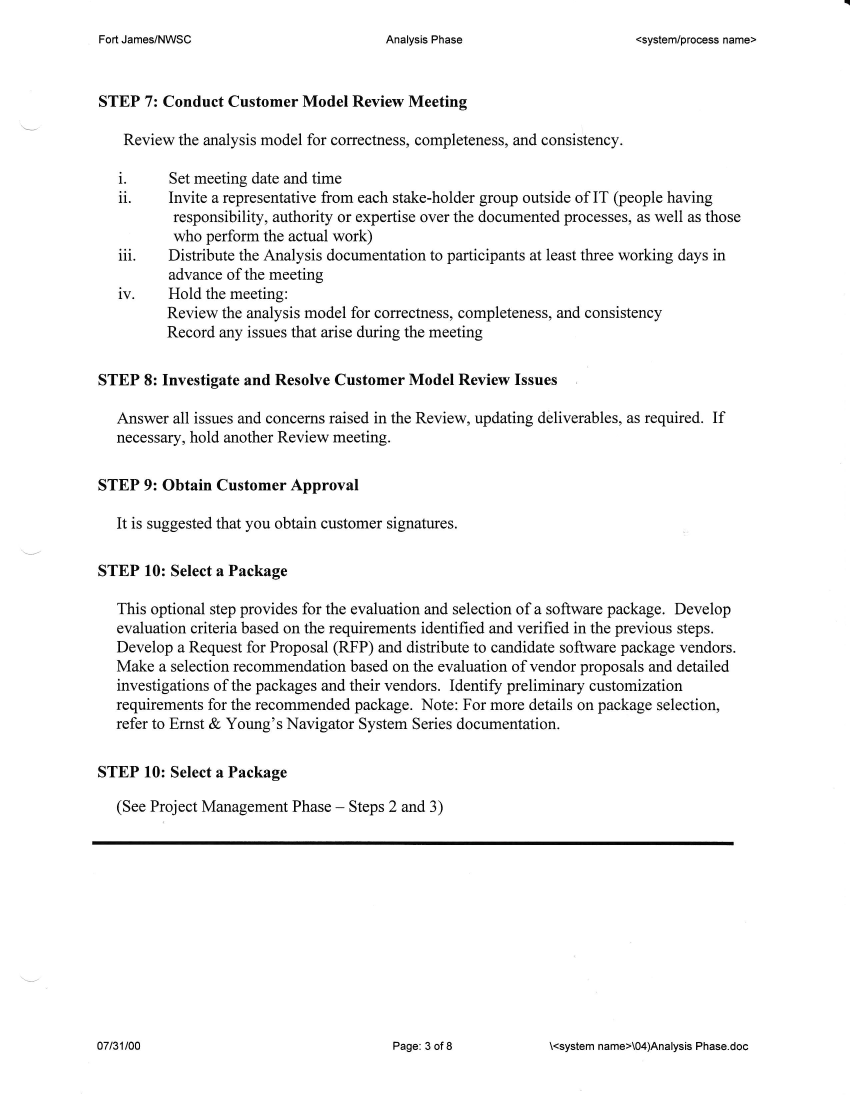 Fort James/NWSC Analysis Phase <system/process name>
STEP 7: Conduct Customer Model Review Meeting
Review the analysis model for correctness, completeness, and consistency.
i. Set meeting date and time
ii. Invite a representative from each stake-holder group outside of IT (people having
responsibility, authority or expertise over the documented processes, as well as those
who perform the actual work)
iii. Distribute the Analysis documentation to participants at least three working days in
advance of the meeting
iv. Hold the meeting:
Review the analysis model for correctness, completeness, and consistency
Record any issues that arise during the meeting
STEP 8: Investigate and Resolve Customer Model Review Issues
Answer all issues and concerns raised in the Review, updating deliverables, as required. If
necessary, hold another Review meeting.
STEP 9: Obtain Customer Approval
It is suggested that you obtain customer signatures.
STEP 10: Select a Package
This optional step provides for the evaluation and selection of a software package. Develop
evaluation criteria based on the requirements identified and verified in the previous steps.
Develop a Request for Proposal (RFP) and distribute to candidate software package vendors.
Make a selection recommendation based on the evaluation of vendor proposals and detailed
investigations of the packages and their vendors. Identify preliminary customization
requirements for the recommended package. Note: For more details on package selection,
refer to Ernst & Young's Navigator System Series documentation.
STEP 10: Select a Package
(See Project Management Phase – Steps 2 and 3)
07/31/00 Page: 3 of 8 \<system name>\04)Analysis Phase.doc